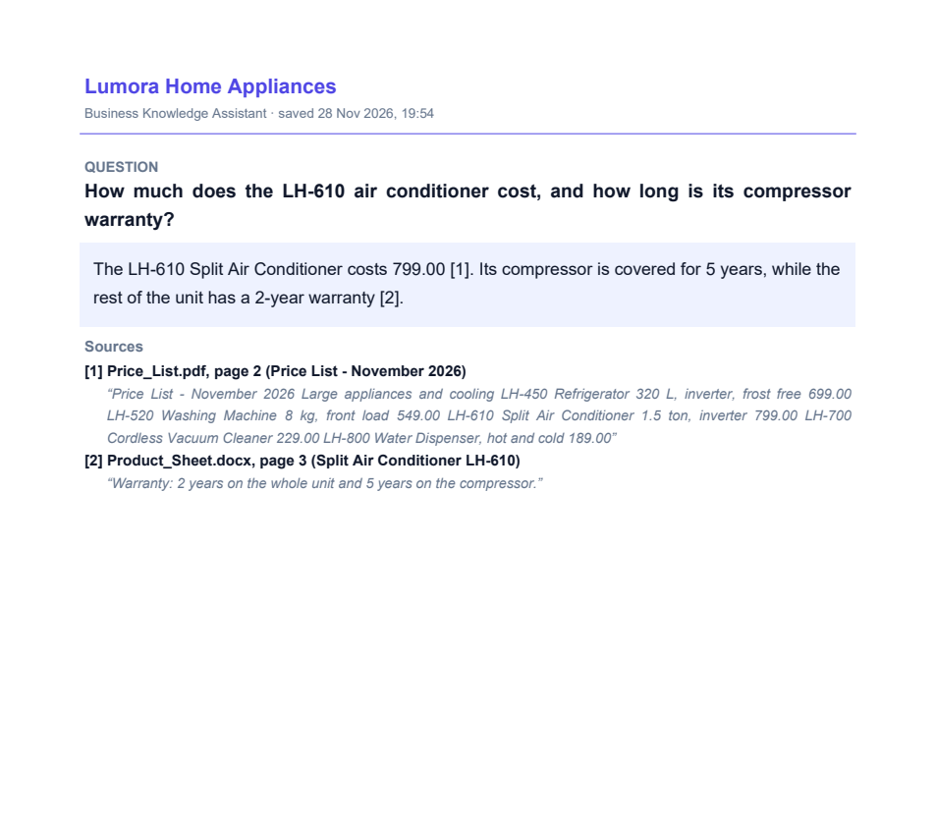 Lumora Home Appliances
Business Knowledge Assistant · saved 28 Nov 2026, 19:54
QUESTION
How much does the LH-610 air conditioner cost, and how long is its compressor
warranty?
The LH-610 Split Air Conditioner costs 799.00 [1]. Its compressor is covered for 5 years, while the
rest of the unit has a 2-year warranty [2].
Sources
[1] Price_List.pdf, page 2 (Price List - November 2026)
“Price List - November 2026 Large appliances and cooling LH-450 Refrigerator 320 L, inverter, frost free 699.00
LH-520 Washing Machine 8 kg, front load 549.00 LH-610 Split Air Conditioner 1.5 ton, inverter 799.00 LH-700
Cordless Vacuum Cleaner 229.00 LH-800 Water Dispenser, hot and cold 189.00”
[2] Product_Sheet.docx, page 3 (Split Air Conditioner LH-610)
“Warranty: 2 years on the whole unit and 5 years on the compressor.”